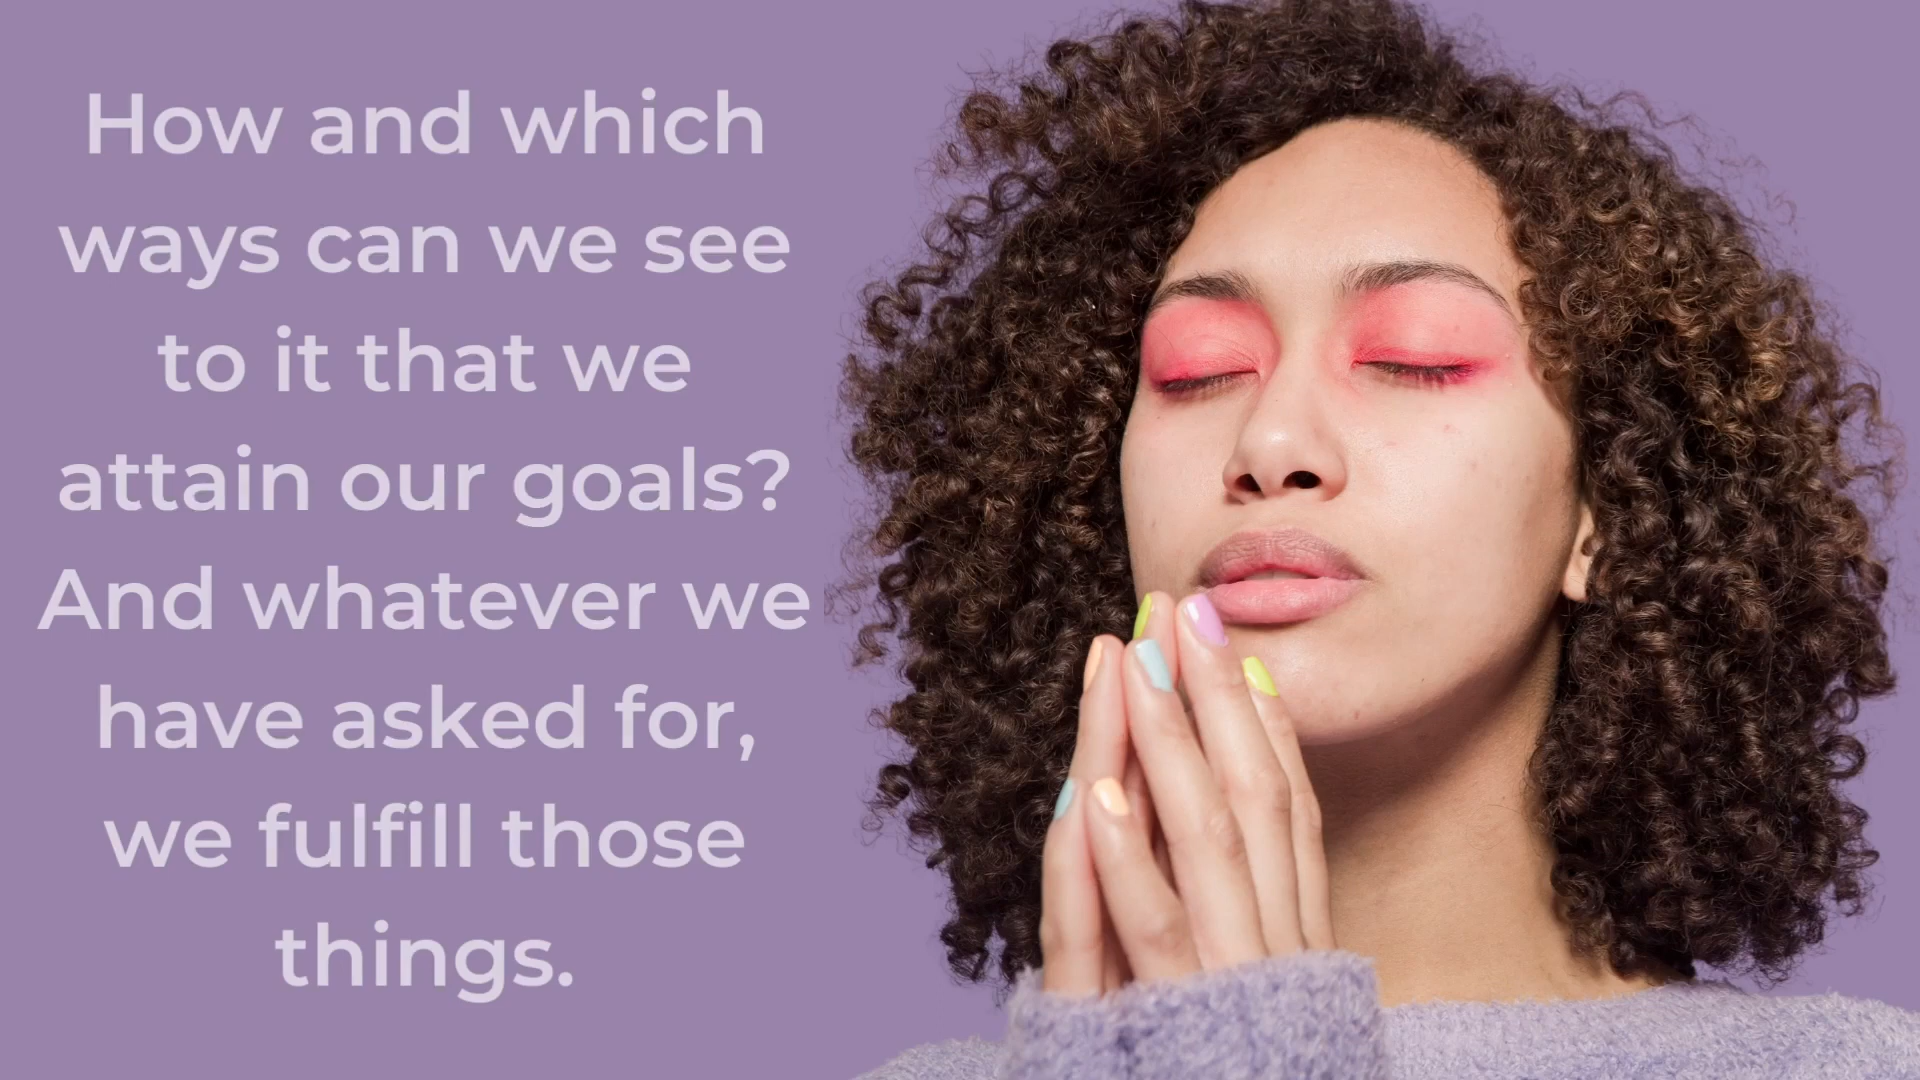 How and which
ways can we see
to it that we
attain our goals?
And whatever we
have asked for,
we fulfill those
things.